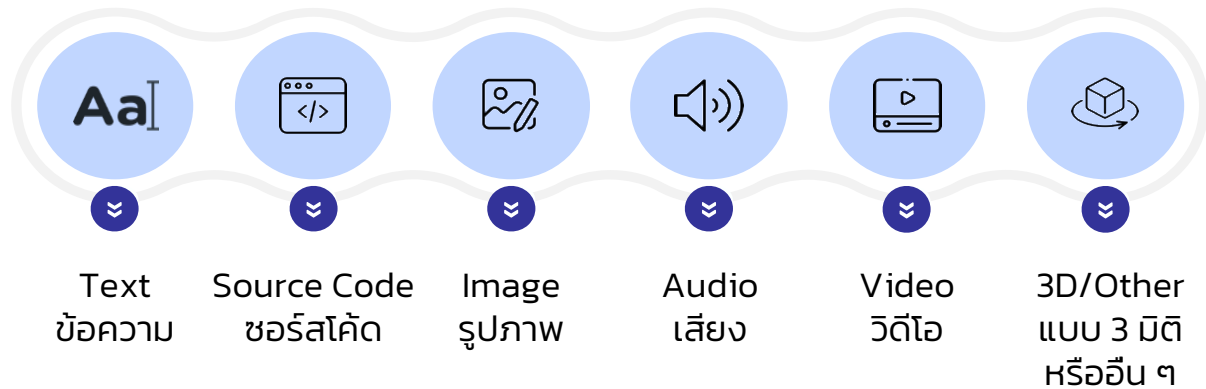 Aa
</>
Text
ข้อความ
Source Code
ซอร์สโค้ด
Image
รูปภาพ
Audio
เสียง
Video
วิดีโอ
3D/Other
แบบ 3 มิติ
หรืออื่น ๆ